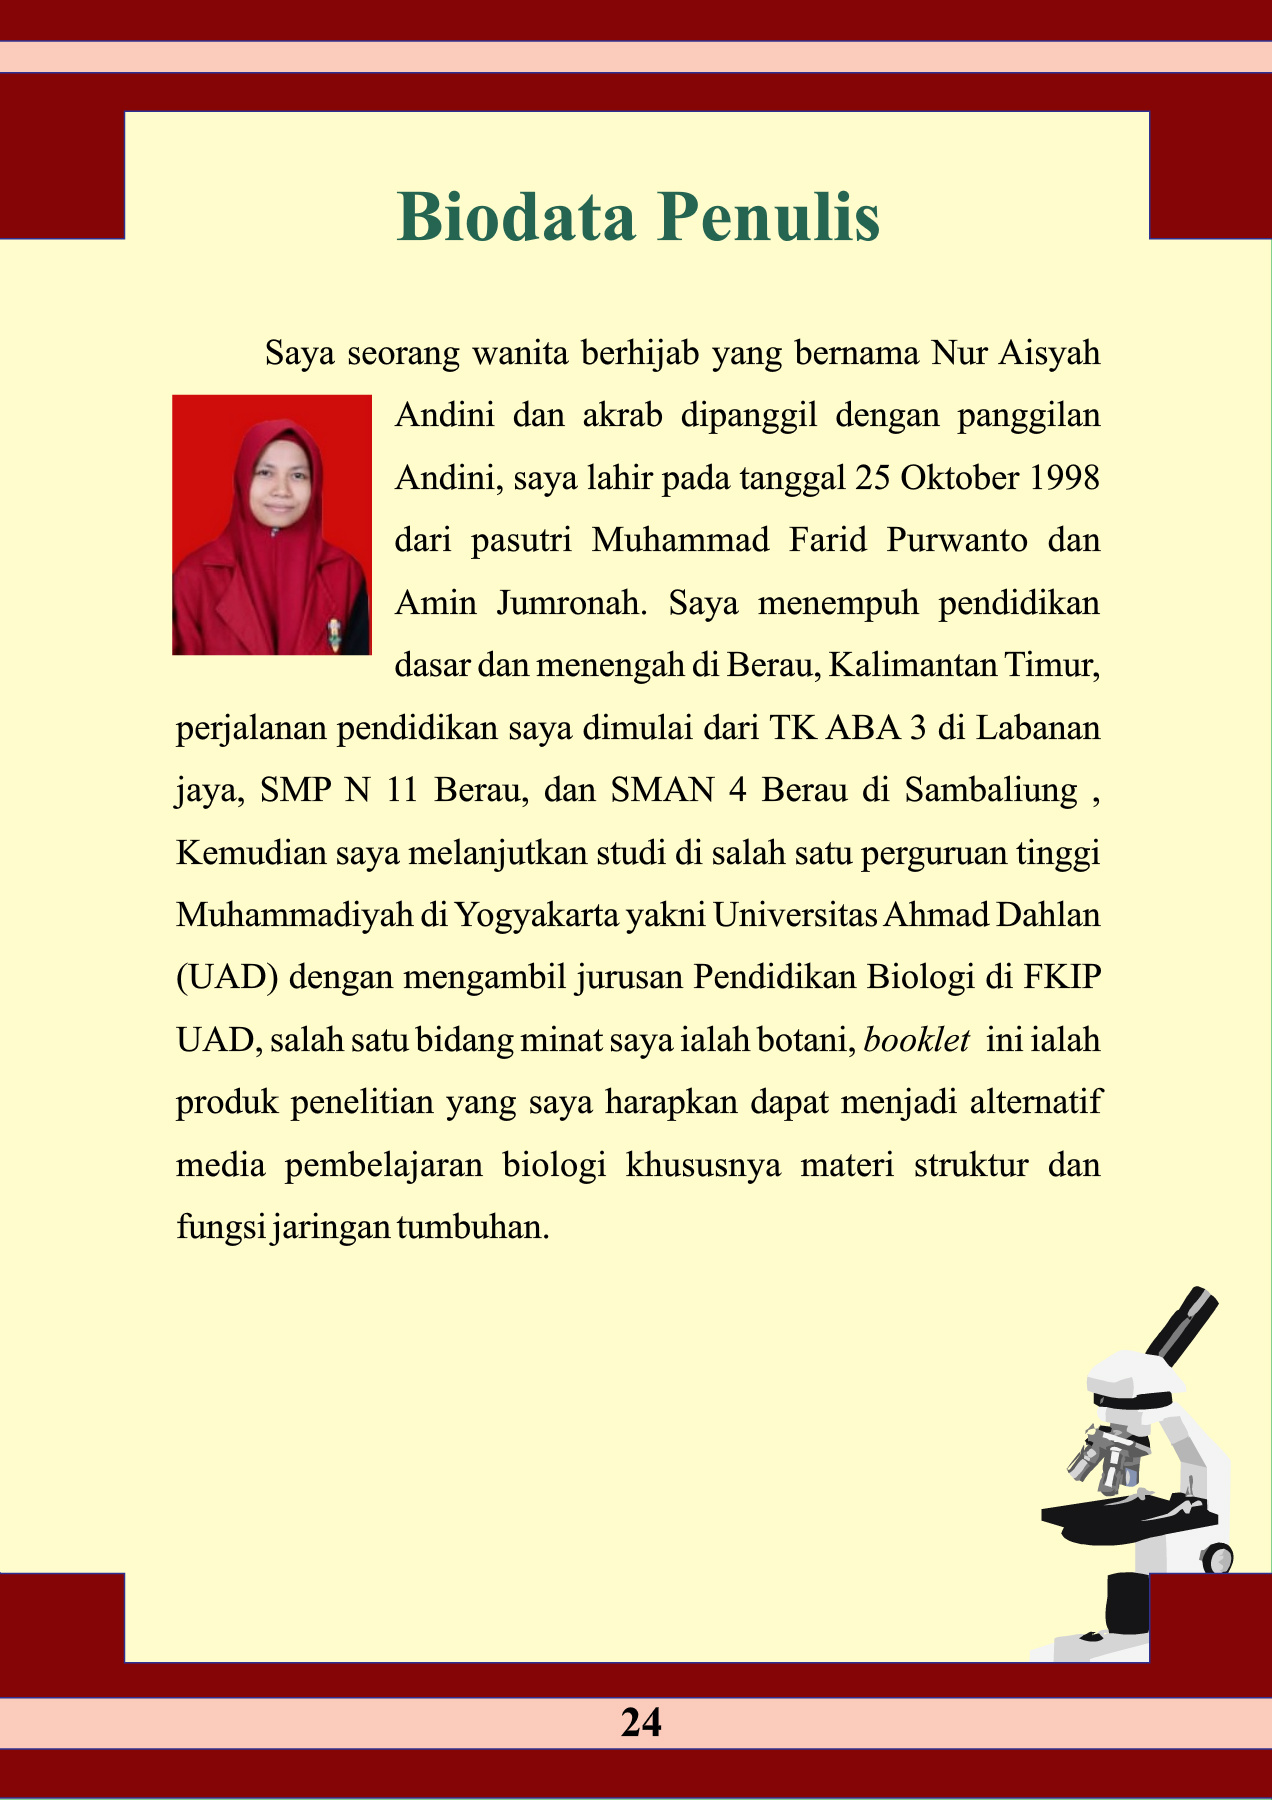 Biodata Penulis
Saya seorang wanita berhijab yang bernama Nur Aisyah
Andini dan akrab dipanggil dengan panggilan
Andini, saya lahir pada tanggal 25 Oktober 1998
dari pasutri Muhammad Farid Purwanto dan
Amin Jumronah. Saya menempuh pendidikan
dasar dan menengah di Berau, Kalimantan Timur,
perjalanan pendidikan saya dimulai dari TK ABA 3 di Labanan
jaya, SMP N 11 Berau, dan SMAN 4 Berau di Sambaliung ,
Kemudian saya melanjutkan studi di salah satu perguruan tinggi
Muhammadiyah di Yogyakarta yakni Universitas Ahmad Dahlan
(UAD) dengan mengambil jurusan Pendidikan Biologi di FKIP
UAD, salah satu bidang minat saya ialah botani, booklet ini ialah
produk penelitian yang saya harapkan dapat menjadi alternatif
media pembelajaran biologi khususnya materi struktur dan
fungsi jaringan tumbuhan.
24